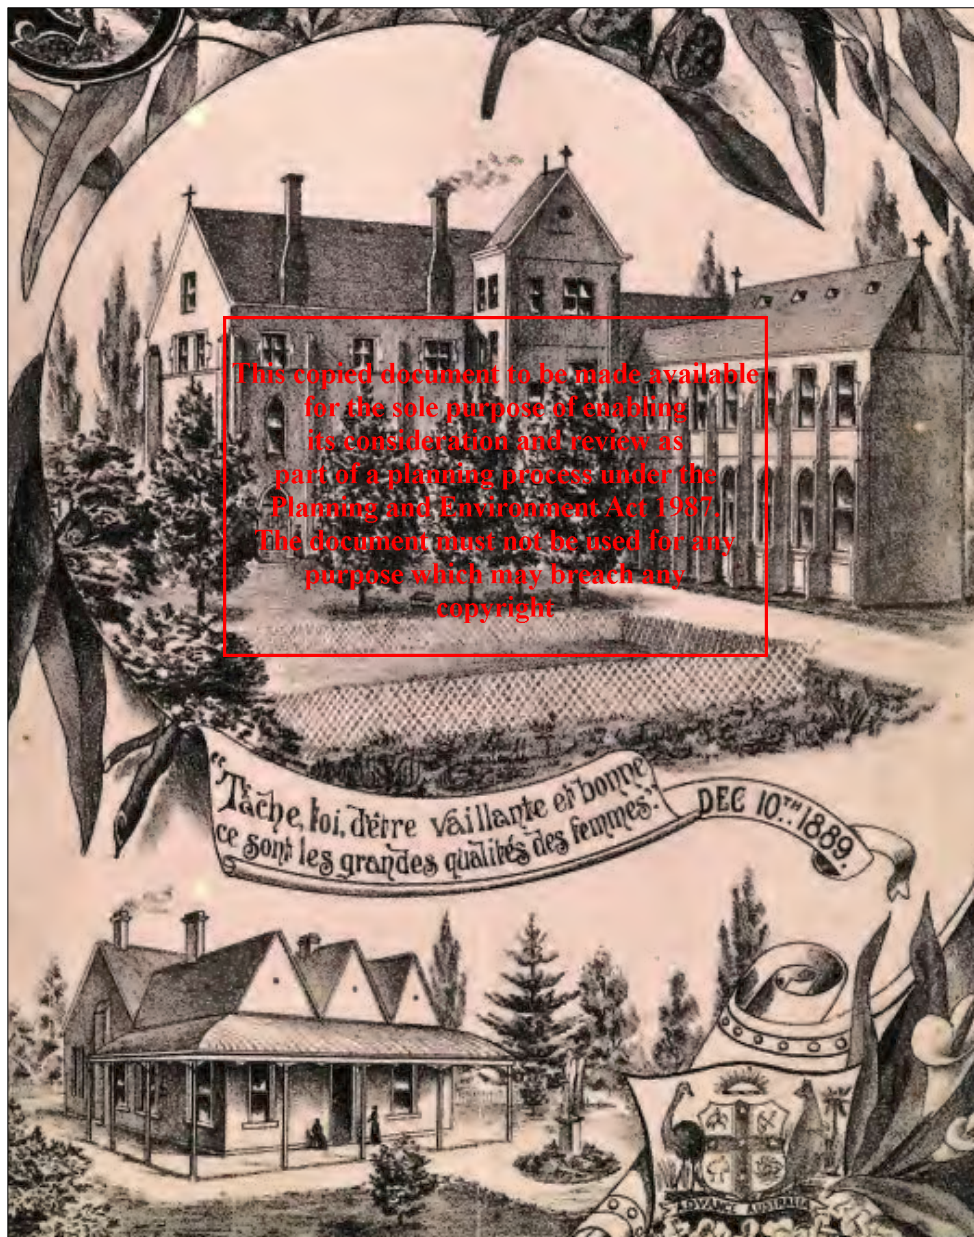 This copied document to be made available
for the sole purpose of enabling
its consideration and review as
part of a planning process under the
Planning and Environment Act 1987.
The document must not be used for any
purpose which may breach any
copyright
"Tâche, toi, d'être vaillante et bonne
ce sont les grandes qualités des femmes".
DEC 10TH 1889.
ADVANCE AUSTRALIA